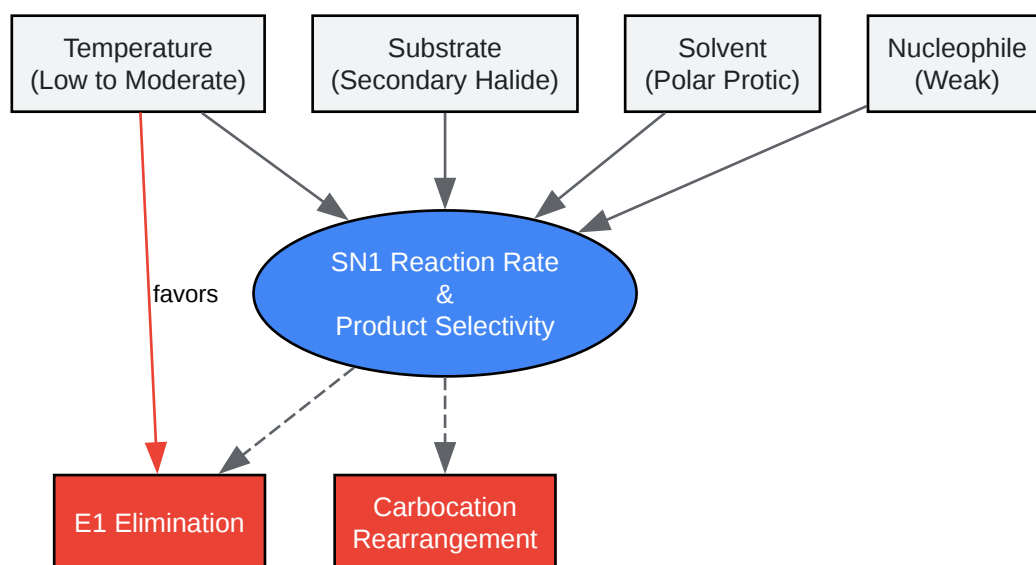 Temperature
(Low to Moderate)
Substrate
(Secondary Halide)
Solvent
(Polar Protic)
Nucleophile
(Weak)
SN1 Reaction Rate
&
Product Selectivity
favors
E1 Elimination
Carbocation
Rearrangement